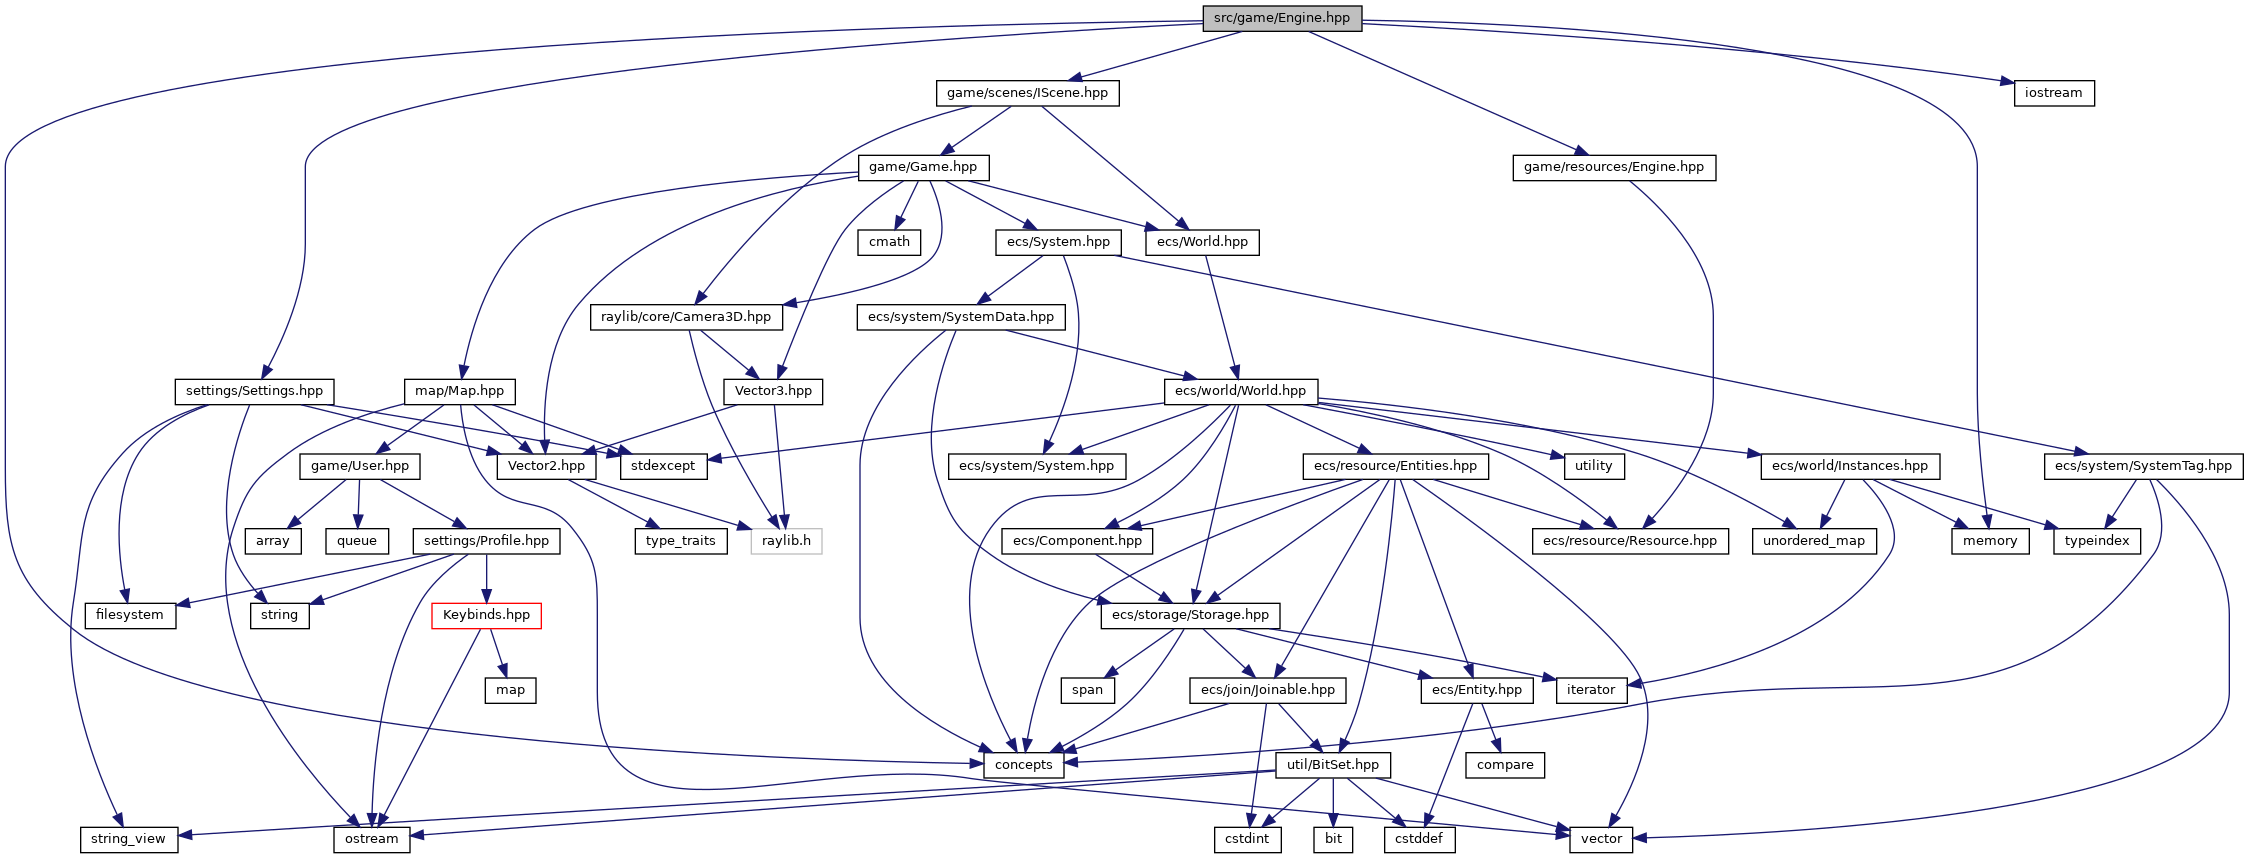 src/game/Engine.hpp
game/scenes/IScene.hpp
iostream
game/Game.hpp
game/resources/Engine.hpp
cmath
ecs/System.hpp
ecs/World.hpp
raylib/core/Camera3D.hpp
ecs/system/SystemData.hpp
settings/Settings.hpp
map/Map.hpp
Vector3.hpp
ecs/world/World.hpp
game/User.hpp
Vector2.hpp
stdexcept
ecs/system/System.hpp
ecs/resource/Entities.hpp
utility
ecs/world/Instances.hpp
ecs/system/SystemTag.hpp
array
queue
settings/Profile.hpp
type_traits
raylib.h
ecs/Component.hpp
ecs/resource/Resource.hpp
unordered_map
memory
typeindex
filesystem
string
Keybinds.hpp
ecs/storage/Storage.hpp
map
span
ecs/join/Joinable.hpp
ecs/Entity.hpp
iterator
concepts
util/BitSet.hpp
compare
string_view
ostream
cstdint
bit
cstddef
vector